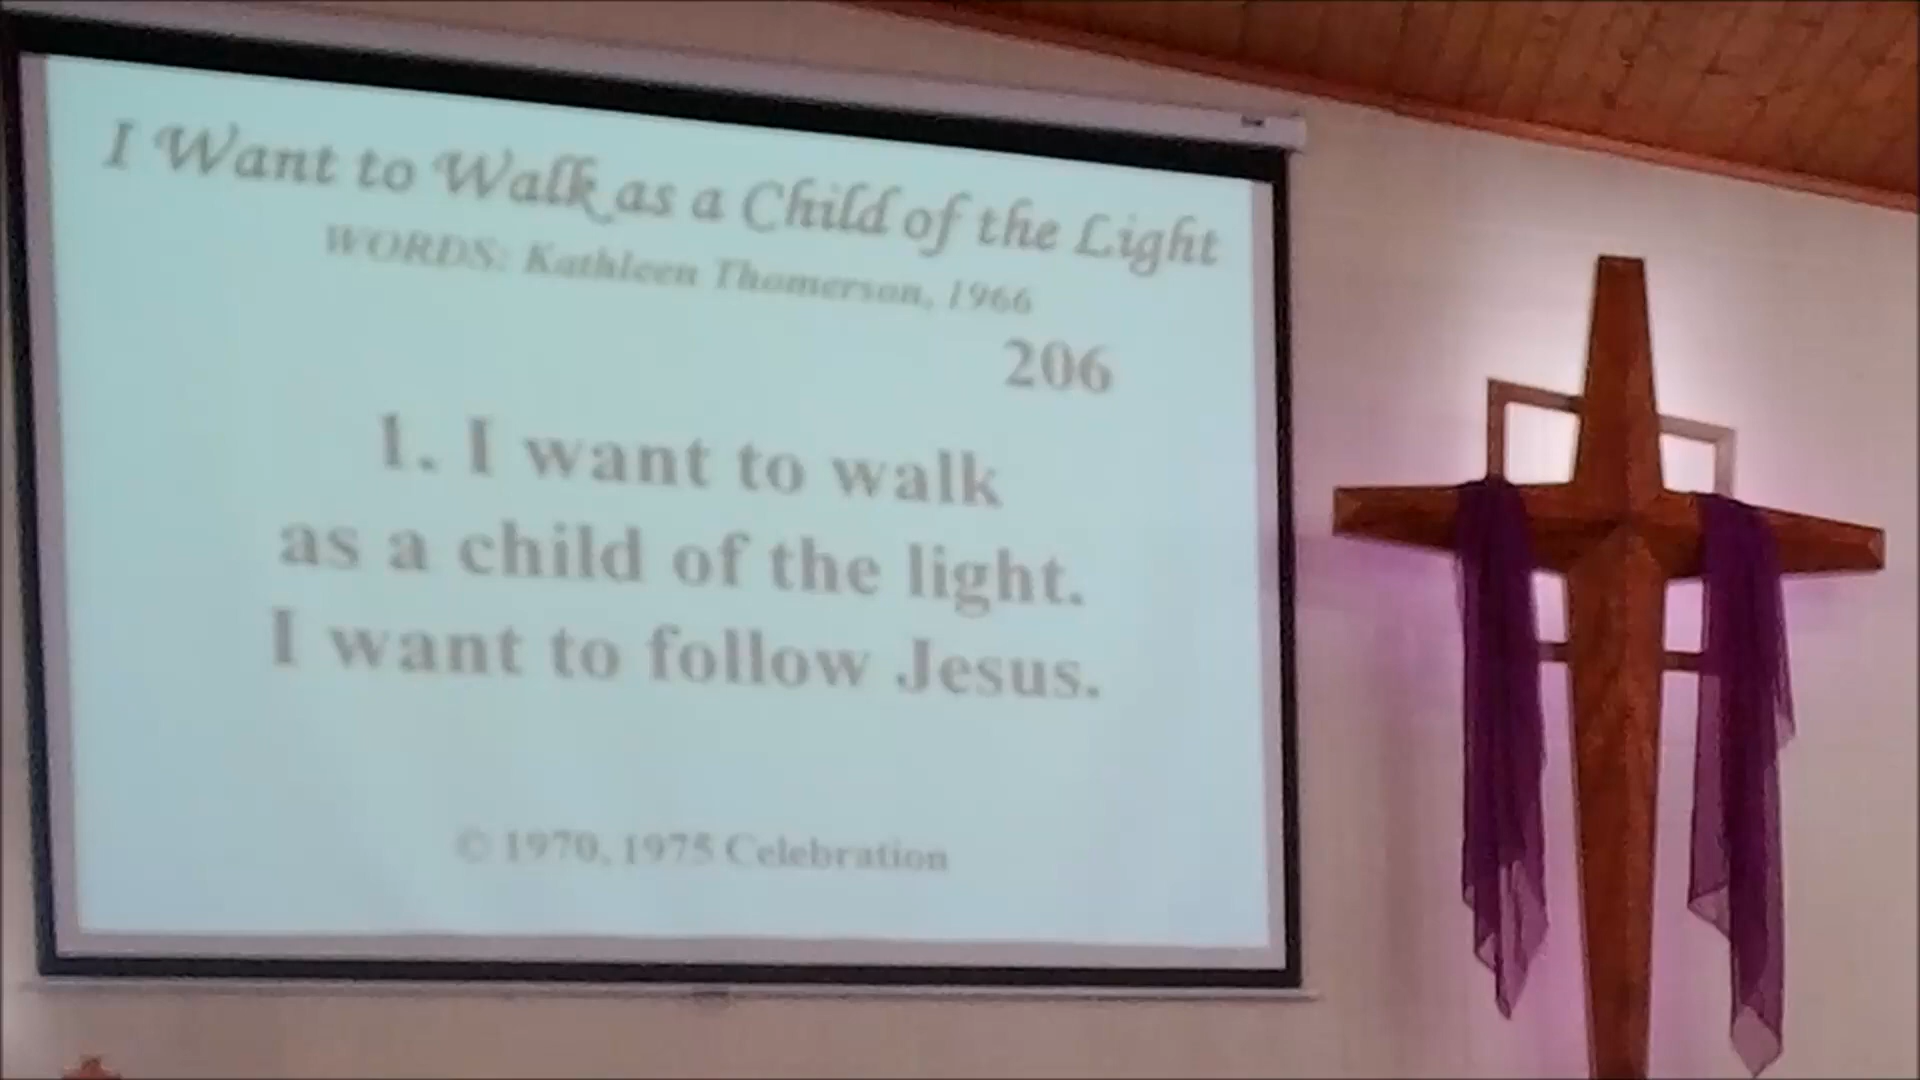 I Want to Walk as a Child of the Light
WORDS: Kathleen Thomerson, 1966
206
1. I want to walk
as a child of the light.
I want to follow Jesus.
© 1970, 1975 Celebration